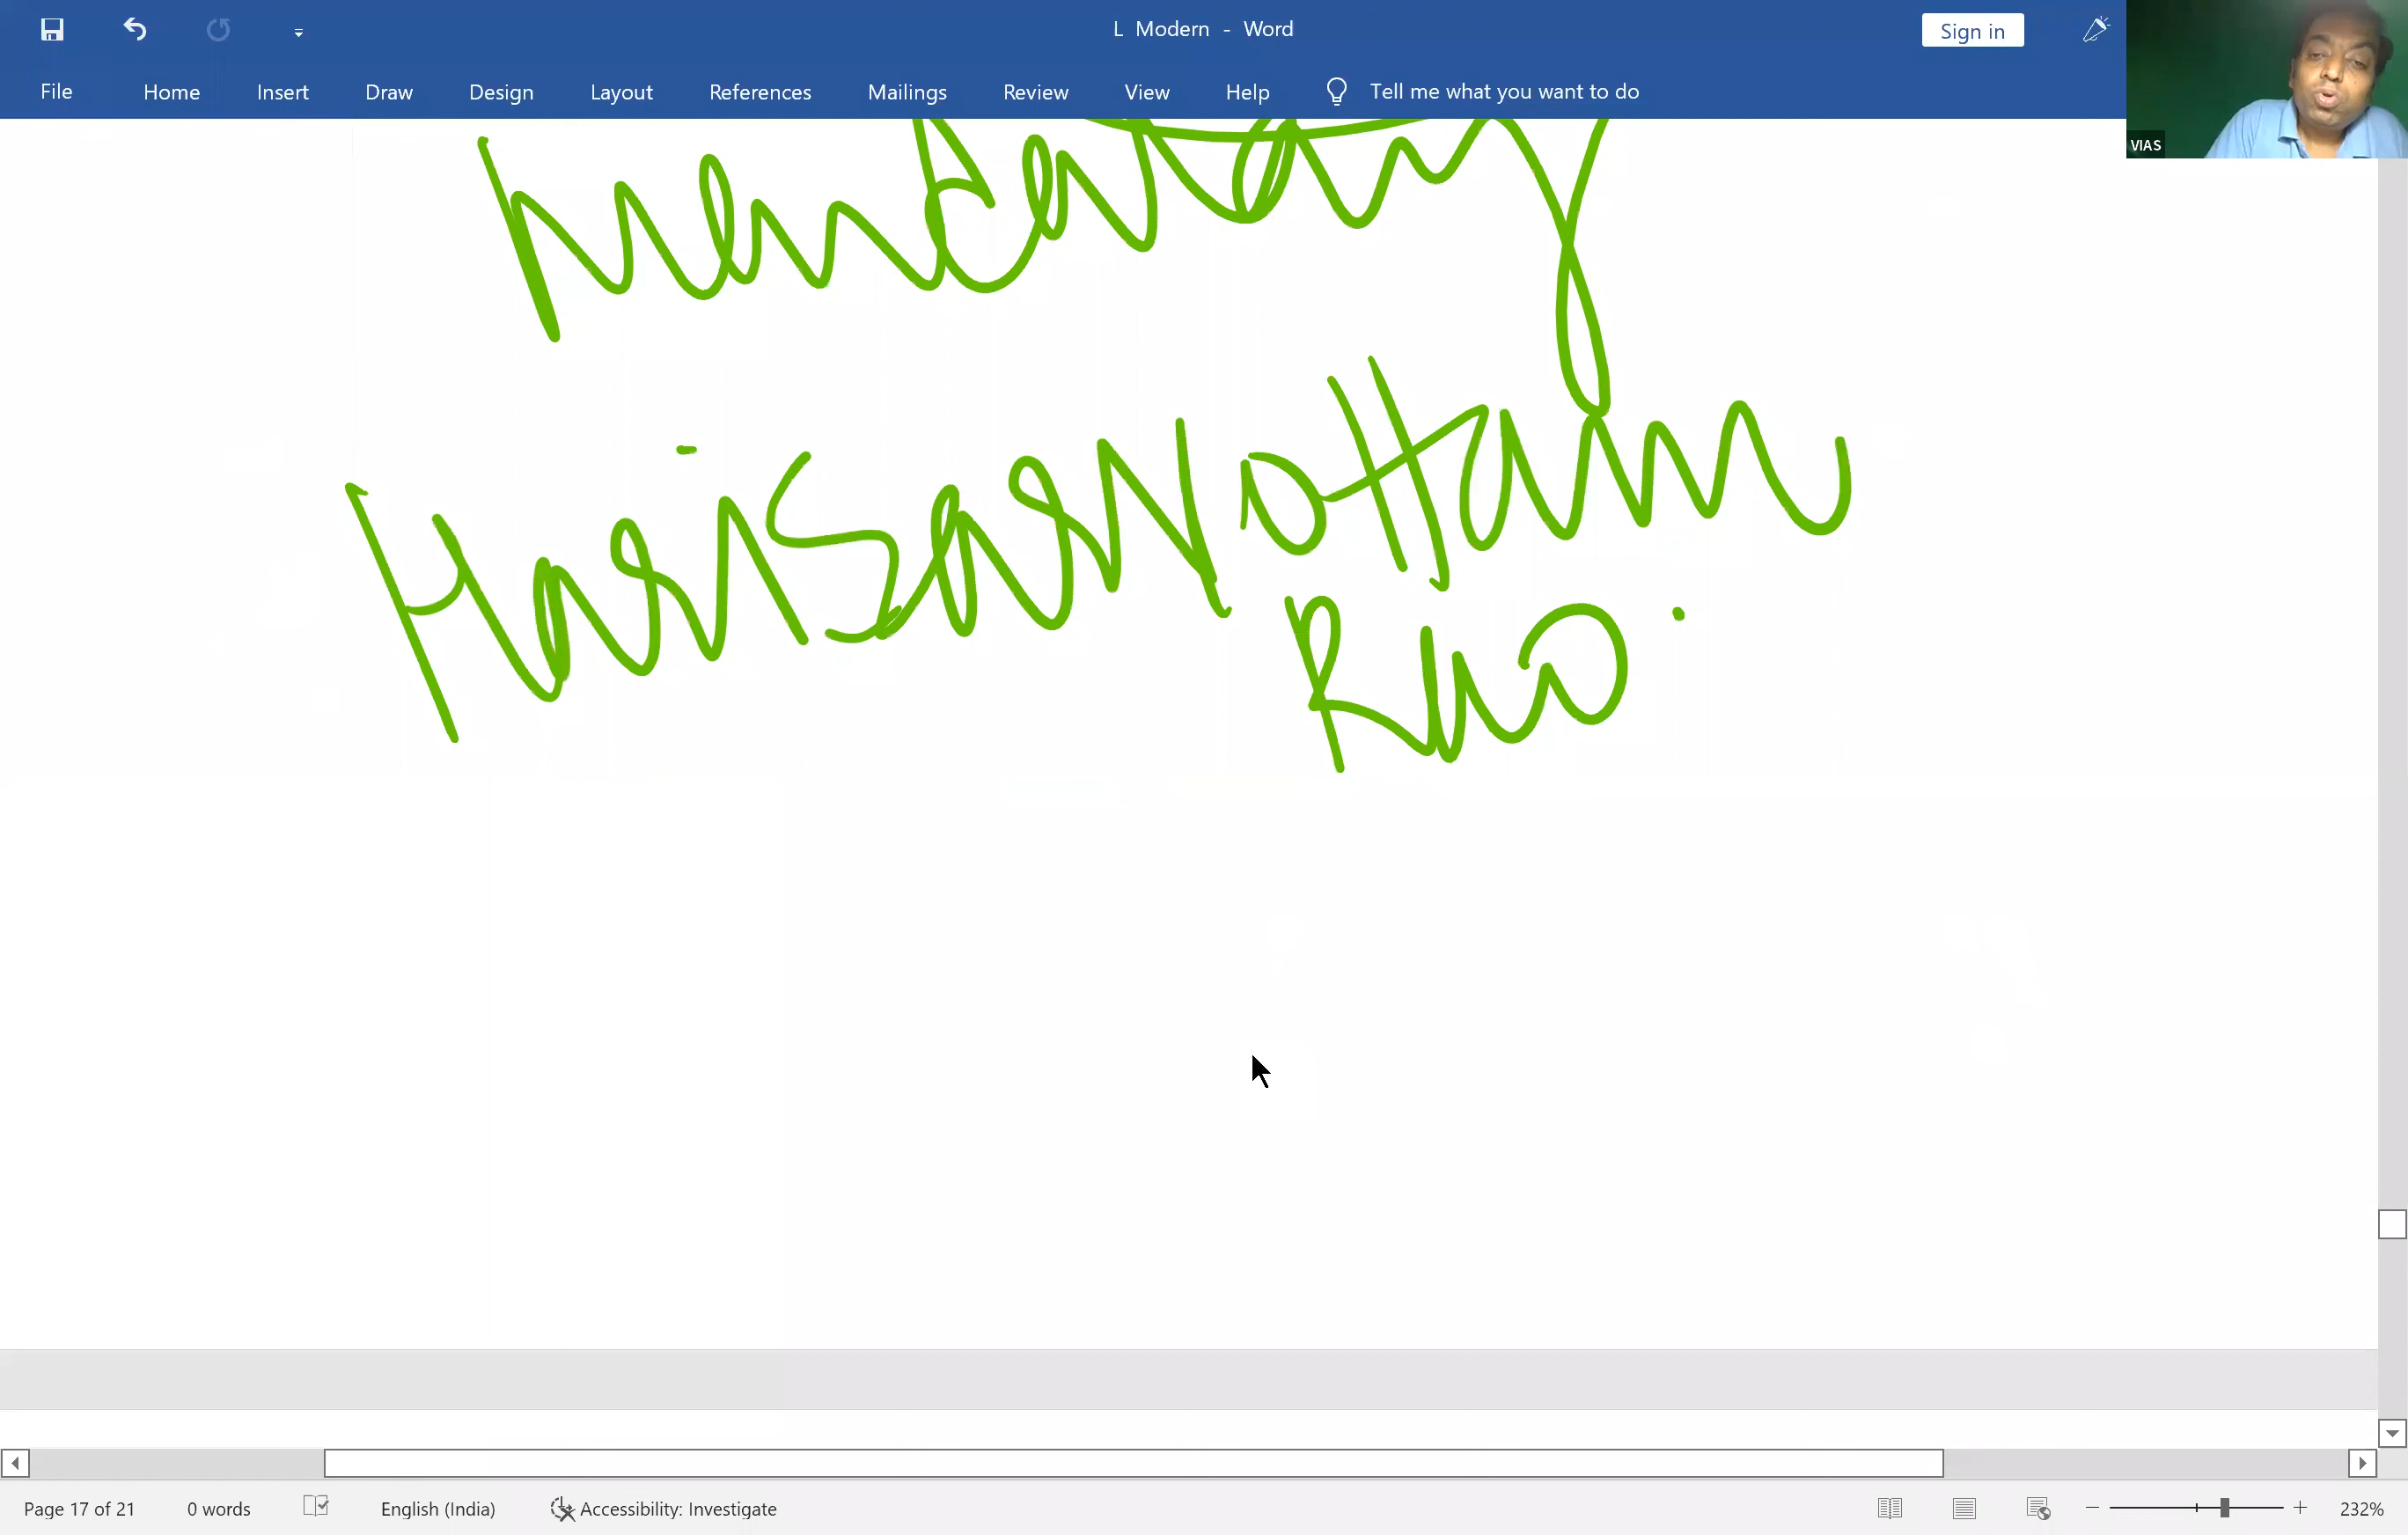 L Modern - Word
Sign in
File Home Insert Draw Design Layout References Mailings Review View Help Tell me what you want to do
VIAS
HariSarvottam
Rao.
Page 17 of 21 0 words English (India) Accessibility: Investigate 232%